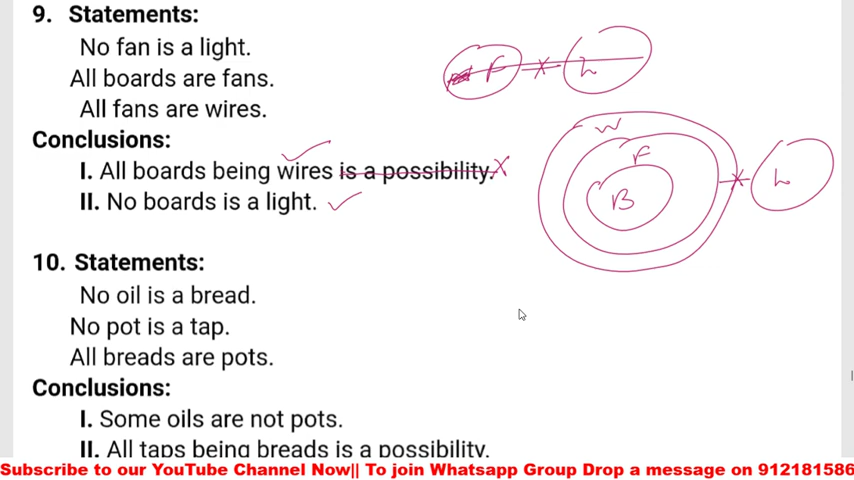 9. Statements:
No fan is a light.
All boards are fans.
All fans are wires.
Conclusions:
I. All boards being wires is a possibility.
II. No boards is a light.
F L
W
F
B
L
10. Statements:
No oil is a bread.
No pot is a tap.
All breads are pots.
Conclusions:
I. Some oils are not pots.
II. All taps being breads is a possibility.
Subscribe to our YouTube Channel Now|| To join Whatsapp Group Drop a message on 912181586